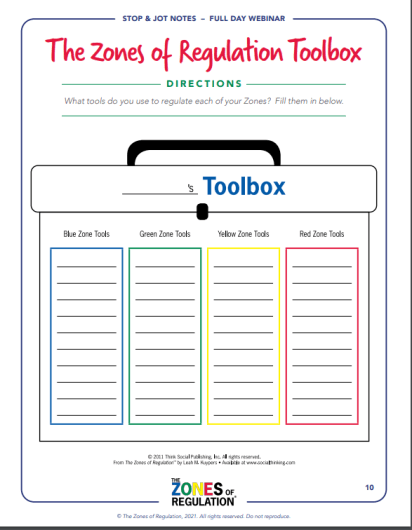 STOP & JOT NOTES – FULL DAY WEBINAR
The Zones of Regulation Toolbox
DIRECTIONS
What tools do you use to regulate each of your Zones? Fill them in below.
's Toolbox
Blue Zone Tools Green Zone Tools Yellow Zone Tools Red Zone Tools
© 2011 Think Social Publishing, Inc. All rights reserved.
From The Zones of Regulation™ by Leah M. Kuypers • Available at www.socialthinking.com
THE
ZONES OF
REGULATION
10
© The Zones of Regulation, 2021. All rights reserved. Do not reproduce.